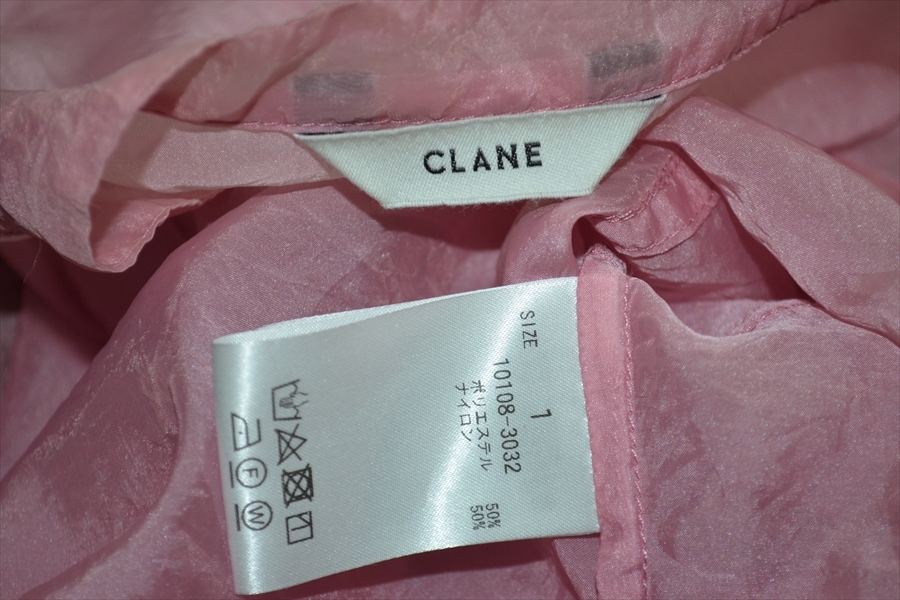 CLANE
SIZE 1
10108-3032
ポリエステル 50%
ナイロン 50%
F W